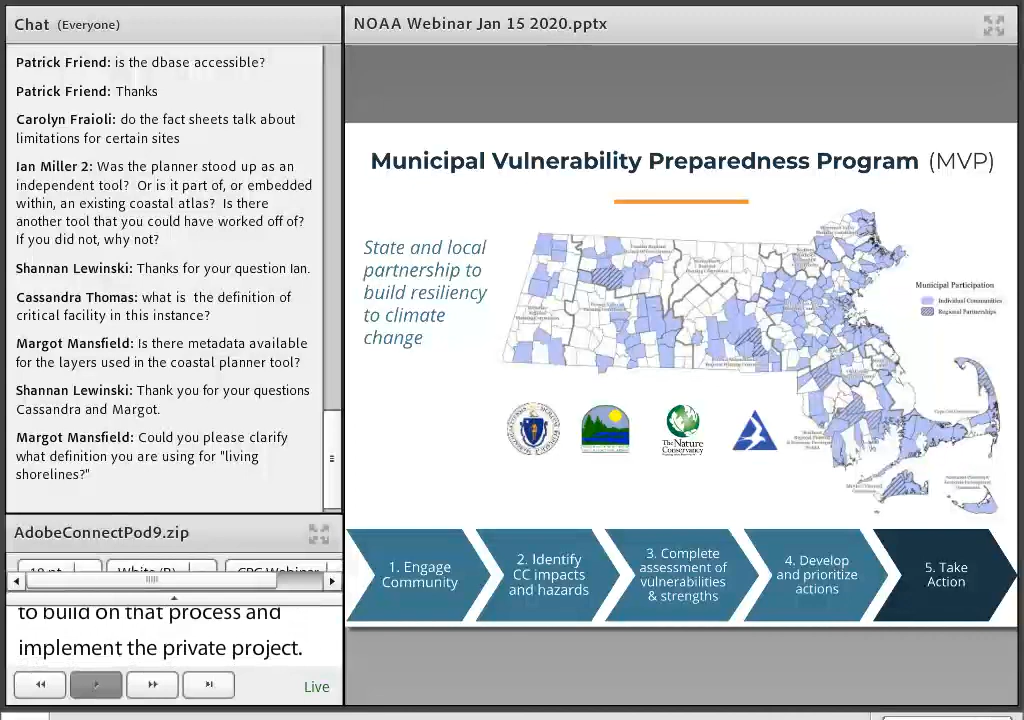 Chat (Everyone)
Patrick Friend: is the dbase accessible?
Patrick Friend: Thanks
Carolyn Fraioli: do the fact sheets talk about
limitations for certain sites
Ian Miller 2: Was the planner stood up as an
independent tool? Or is it part of, or embedded
within, an existing coastal atlas? Is there
another tool that you could have worked off of?
If you did not, why not?
Shannan Lewinski: Thanks for your question Ian.
Cassandra Thomas: what is the definition of
critical facility in this instance?
Margot Mansfield: Is there metadata available
for the layers used in the coastal planner tool?
Shannan Lewinski: Thank you for your questions
Cassandra and Margot.
Margot Mansfield: Could you please clarify
what definition you are using for "living
shorelines?"
AdobeConnectPod9.zip
to build on that process and
implement the private project.
Live
NOAA Webinar Jan 15 2020.pptx
Municipal Vulnerability Preparedness Program (MVP)
State and local
partnership to
build resiliency
to climate
change
Municipal Participation
Individual Communities
Regional Partnerships
The Nature
Conservancy
1. Engage
Community
2. Identify
CC impacts
and hazards
3. Complete
assessment of
vulnerabilities
& strengths
4. Develop
and prioritize
actions
5. Take
Action